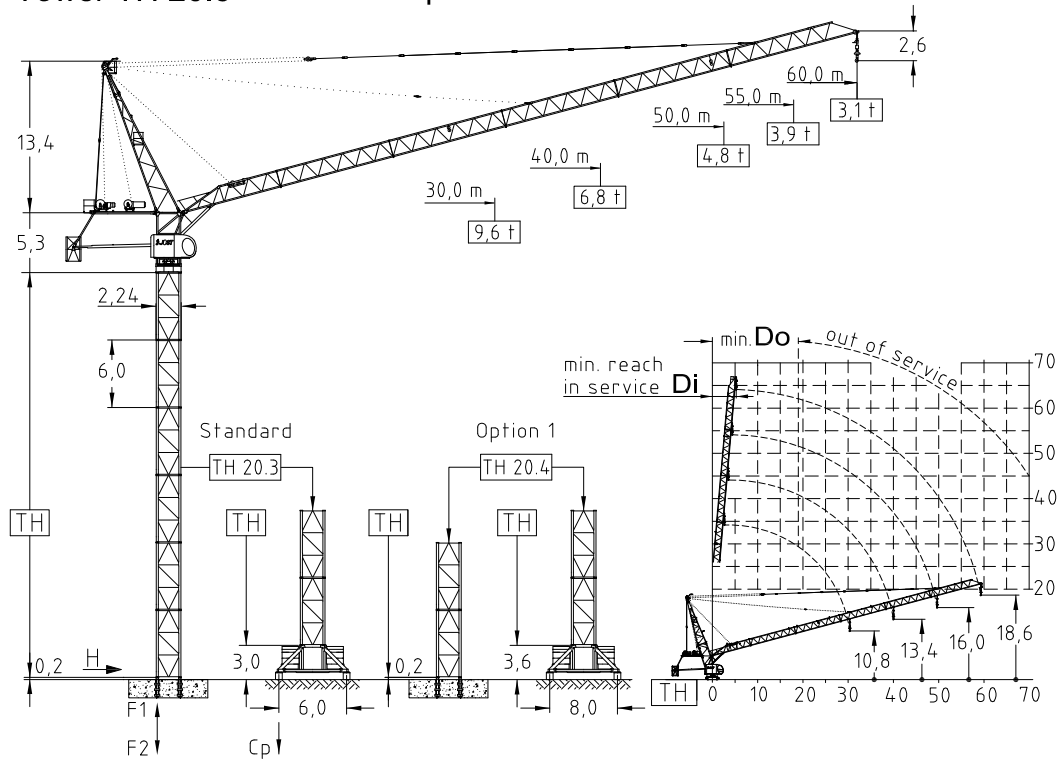 2,6
60,0 m
3,1 t
55,0 m
3,9 t
50,0 m
4,8 t
40,0 m
6,8 t
30,0 m
9,6 t
13,4
5,3
JOST
2,24
6,0
min. Do
out of service
min. reach
in service Di
70
60
50
40
30
20
Standard
Option 1
TH 20.3
TH 20.4
TH
TH
TH
TH
0,2
H
3,0
0,2
3,6
10,8
13,4
16,0
18,6
TH
0 10 20 30 40 50 60 70
F1
6,0
8,0
F2
Cp